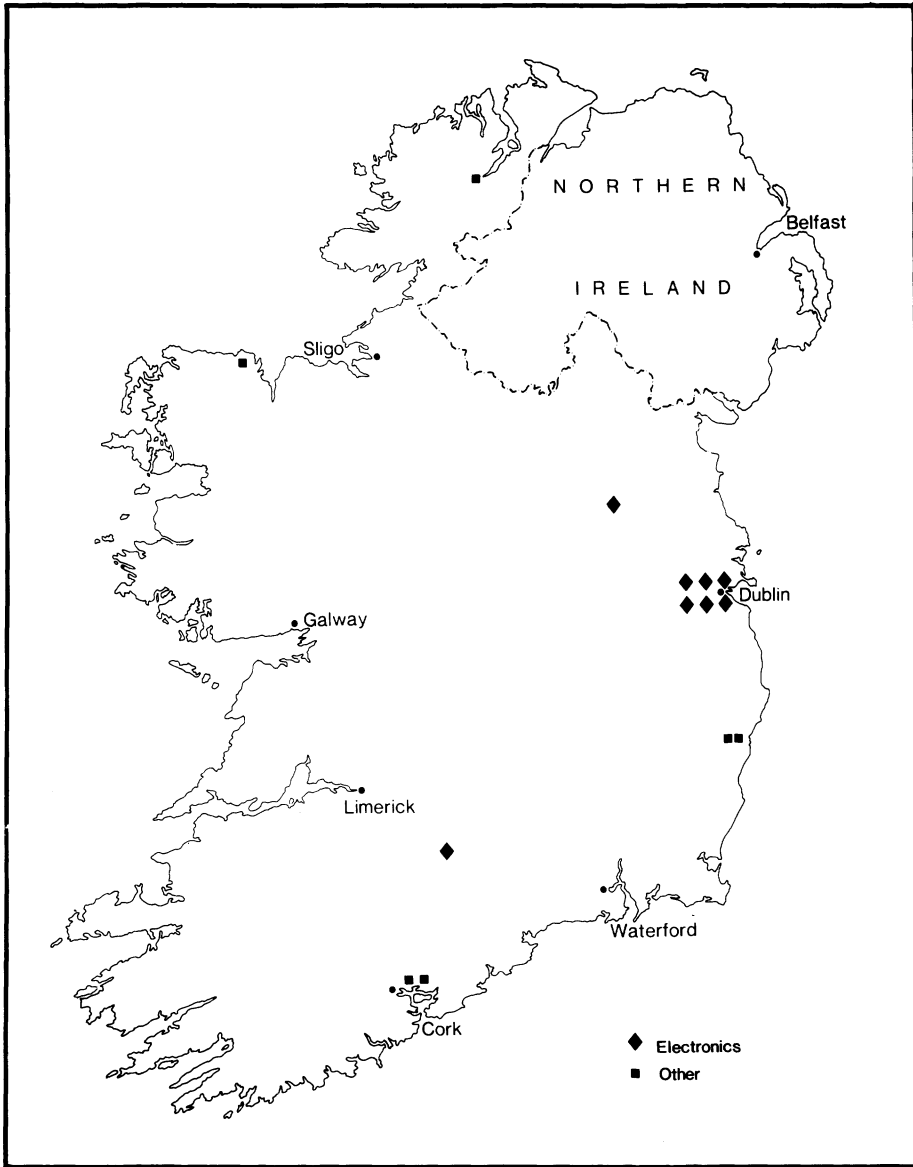 NORTHERN
Belfast
IRELAND
Sligo
Dublin
Galway
Limerick
Waterford
Cork
Electronics
Other